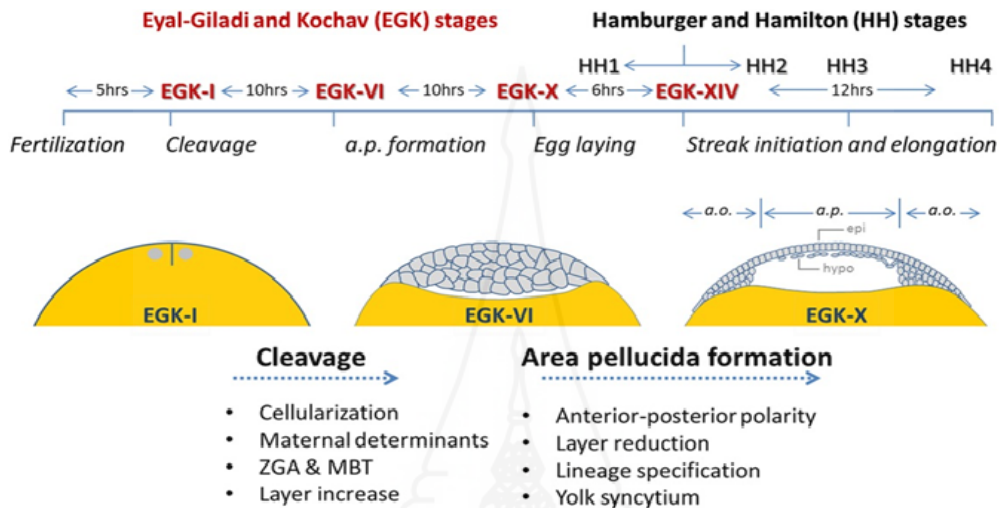 Eyal-Giladi and Kochav (EGK) stages
Hamburger and Hamilton (HH) stages
HH1
HH2
HH3
HH4
5hrs
EGK-I
10hrs
EGK-VI
10hrs
EGK-X
6hrs
EGK-XIV
12hrs
Fertilization
Cleavage
a.p. formation
Egg laying
Streak initiation and elongation
a.o.
a.p.
a.o.
epi
hypo
EGK-I
EGK-VI
EGK-X
Cleavage
• Cellularization
• Maternal determinants
• ZGA & MBT
• Layer increase
Area pellucida formation
• Anterior-posterior polarity
• Layer reduction
• Lineage specification
• Yolk syncytium